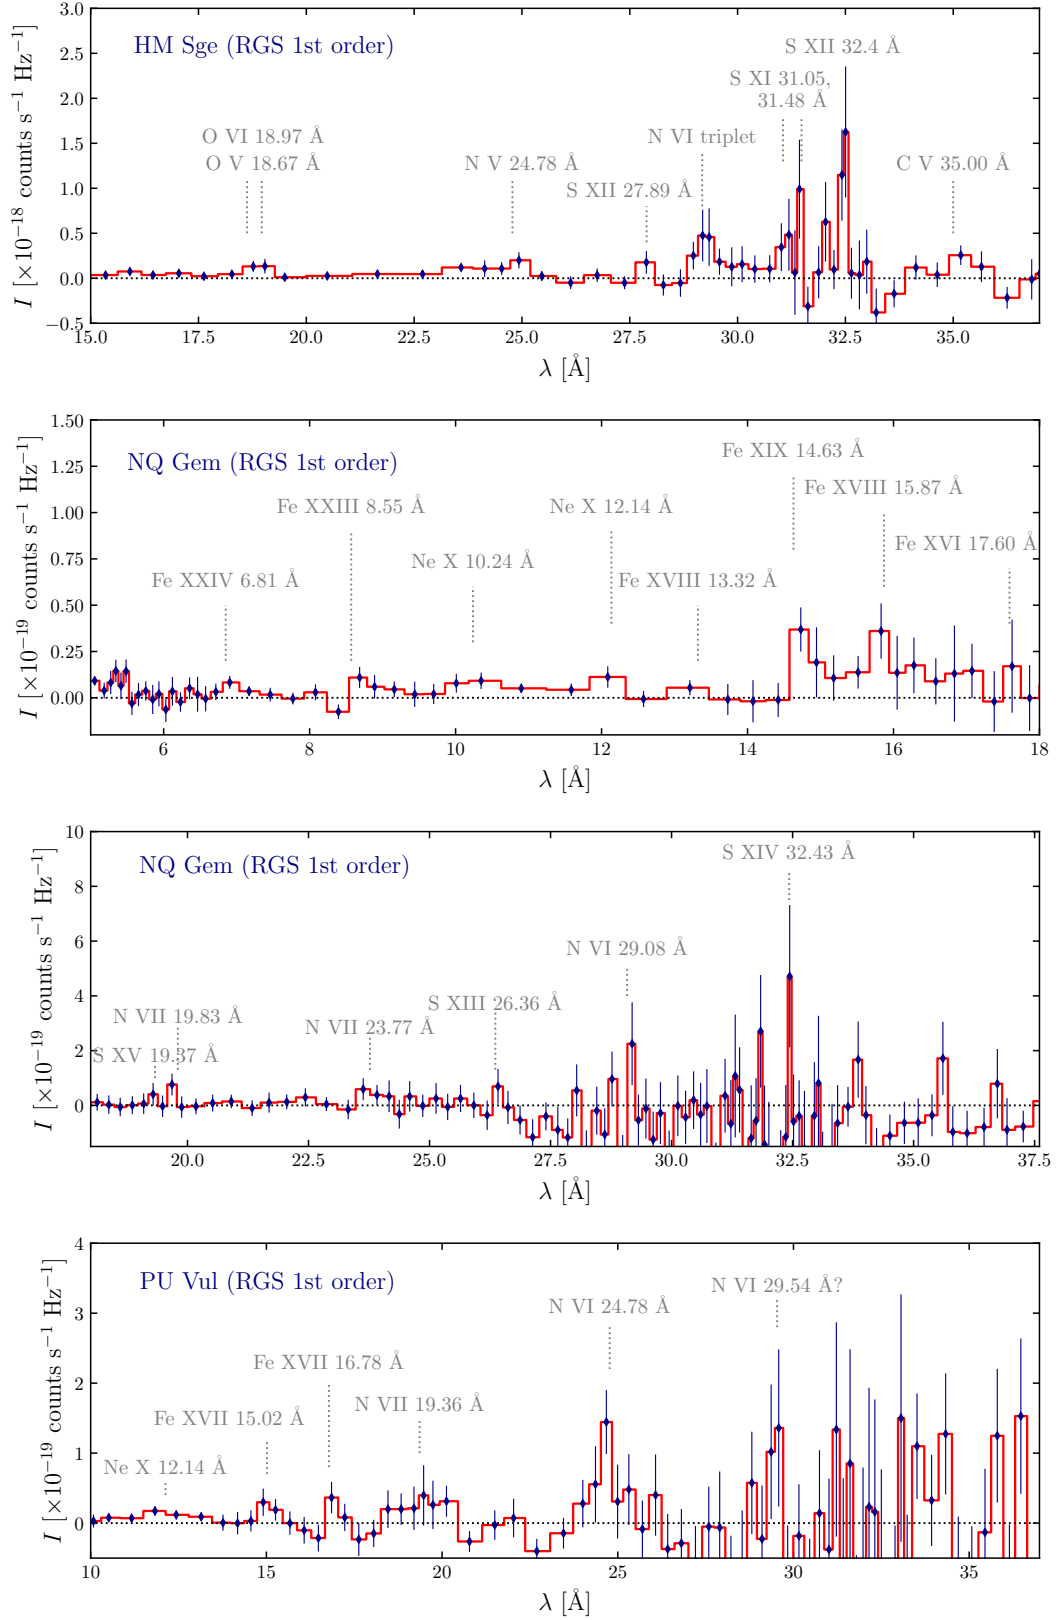 HM Sge (RGS 1st order)
S XII 32.4 Å
S XI 31.05,
31.48 Å
O VI 18.97 Å
O V 18.67 Å
N V 24.78 Å
N VI triplet
S XII 27.89 Å
C V 35.00 Å
3.0
2.5
2.0
1.5
1.0
0.5
0.0
−0.5
I [×10⁻¹⁸ counts s⁻¹ Hz⁻¹]
15.0 17.5 20.0 22.5 25.0 27.5 30.0 32.5 35.0
λ [Å]
NQ Gem (RGS 1st order)
Fe XIX 14.63 Å
Fe XVIII 15.87 Å
Fe XXIII 8.55 Å
Ne X 12.14 Å
Fe XVI 17.60 Å
Ne X 10.24 Å
Fe XXIV 6.81 Å
Fe XVIII 13.32 Å
1.50
1.25
1.00
0.75
0.50
0.25
0.00
I [×10⁻¹⁹ counts s⁻¹ Hz⁻¹]
6 8 10 12 14 16 18
λ [Å]
NQ Gem (RGS 1st order)
S XIV 32.43 Å
N VI 29.08 Å
S XIII 26.36 Å
N VII 19.83 Å
N VII 23.77 Å
S XV 19.37 Å
10
8
6
4
2
0
I [×10⁻¹⁹ counts s⁻¹ Hz⁻¹]
20.0 22.5 25.0 27.5 30.0 32.5 35.0 37.5
λ [Å]
PU Vul (RGS 1st order)
N VI 29.54 Å?
N VI 24.78 Å
Fe XVII 16.78 Å
N VII 19.36 Å
Fe XVII 15.02 Å
Ne X 12.14 Å
4
3
2
1
0
I [×10⁻¹⁹ counts s⁻¹ Hz⁻¹]
10 15 20 25 30 35
λ [Å]